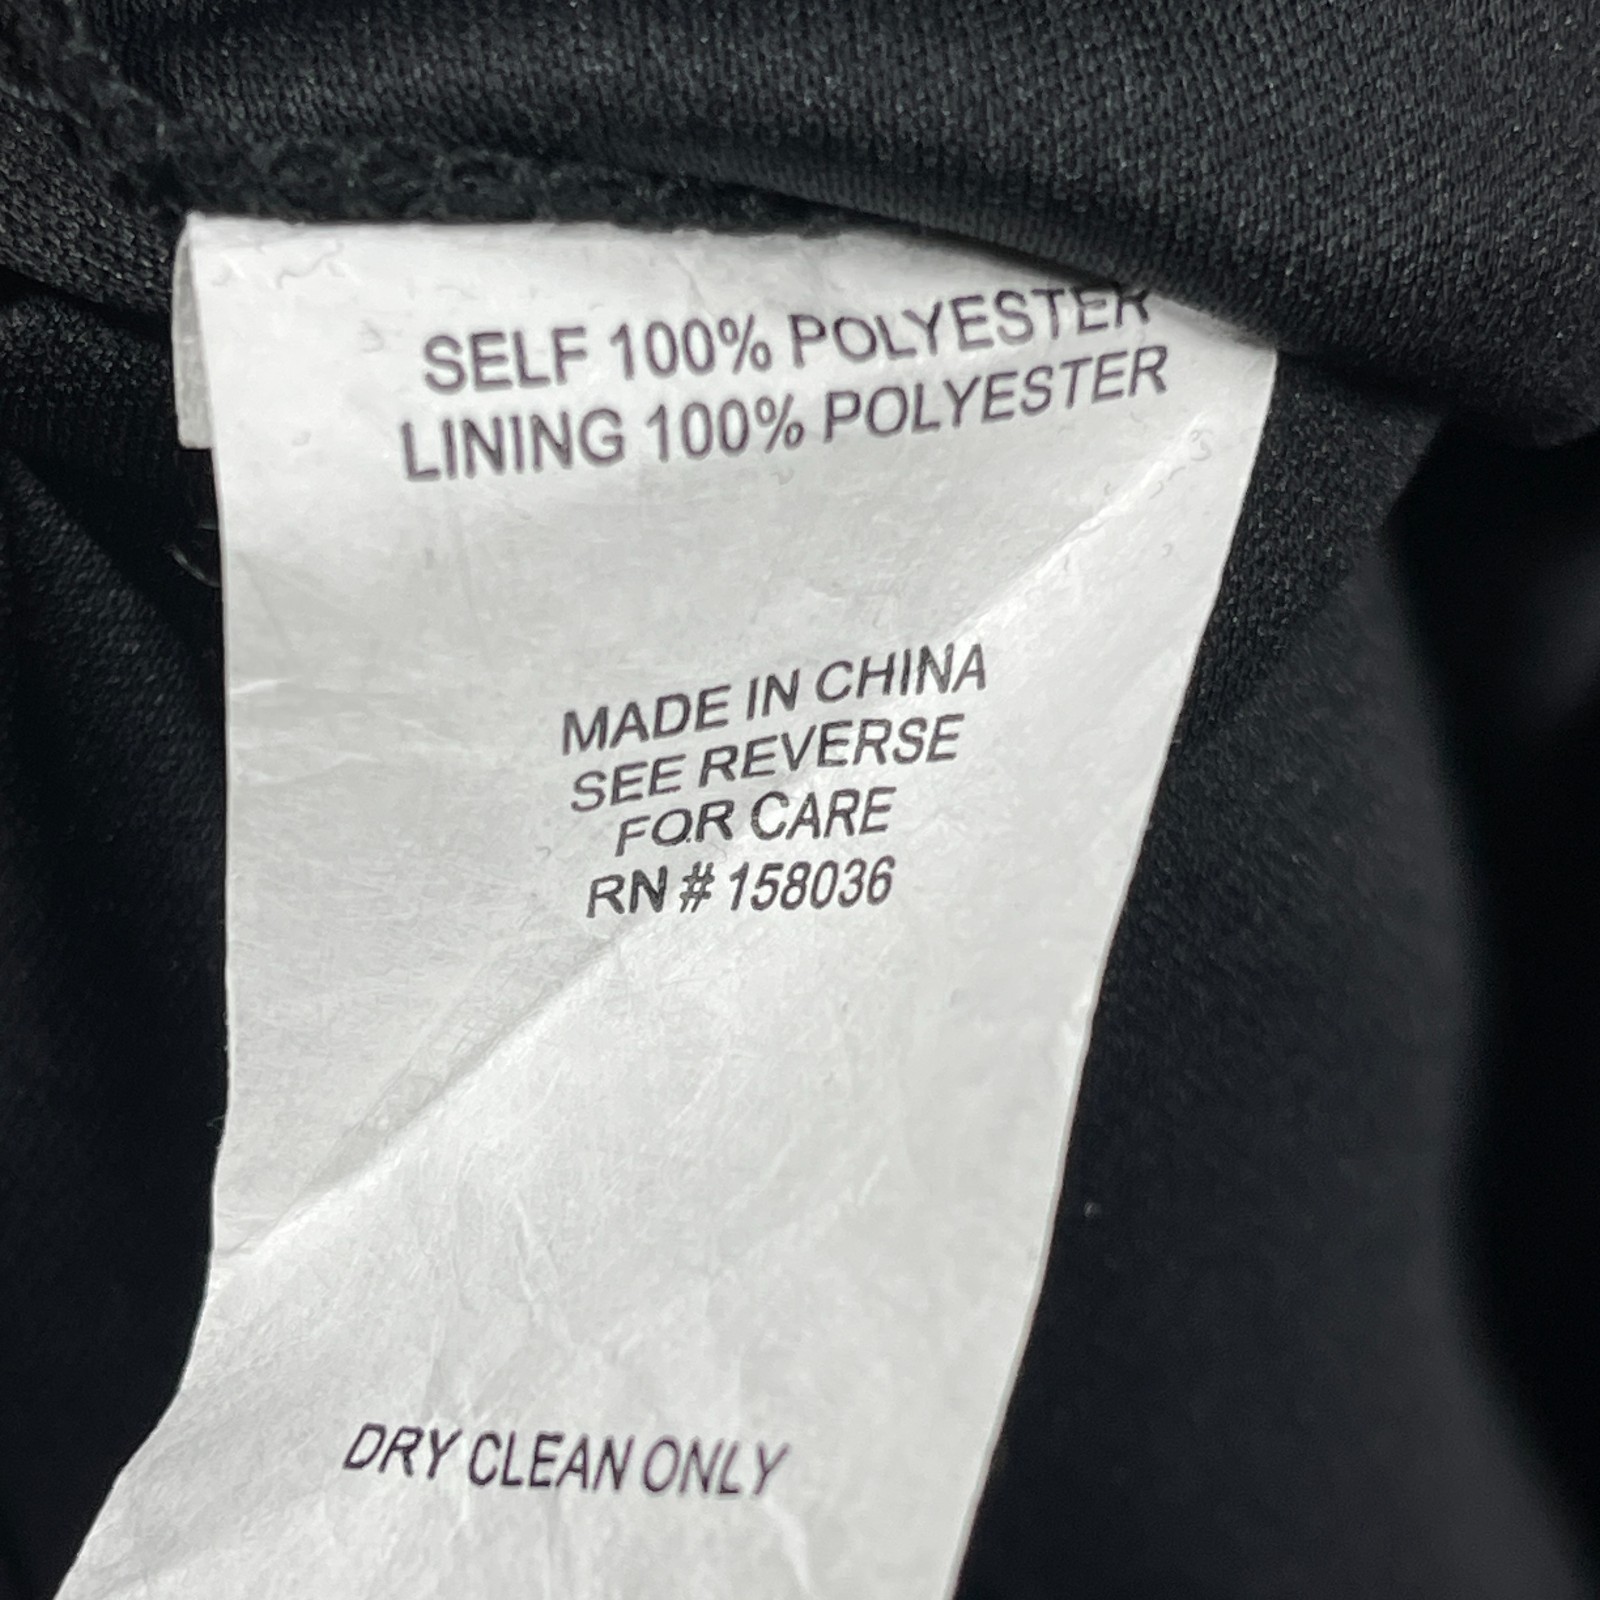 SELF 100% POLYESTER
LINING 100% POLYESTER
MADE IN CHINA
SEE REVERSE
FOR CARE
RN # 158036
DRY CLEAN ONLY